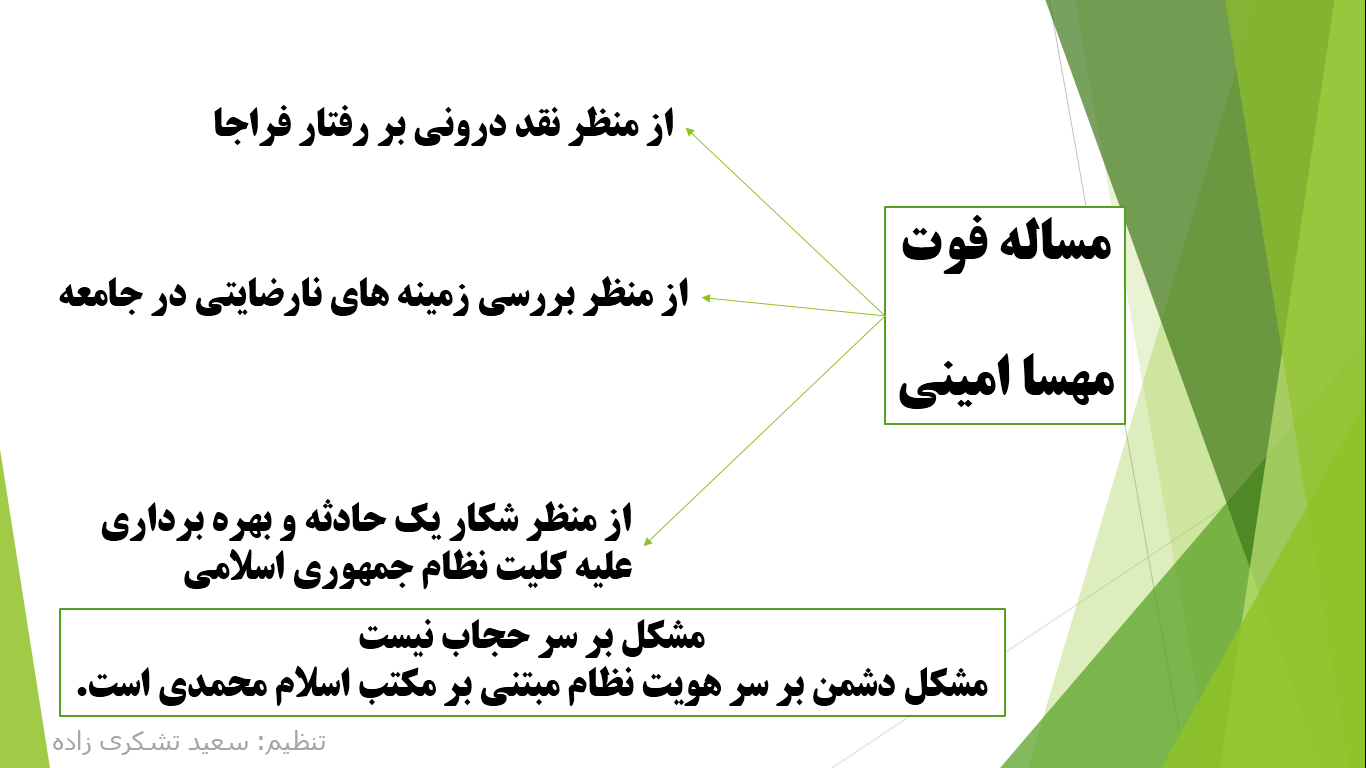 مساله فوت
مهسا امینی
از منظر نقد درونی بر رفتار فراجا
از منظر بررسی زمینه های نارضایتی در جامعه
از منظر شکار یک حادثه و بهره برداری
علیه کلیت نظام جمهوری اسلامی
مشکل بر سر حجاب نیست
مشکل دشمن بر سر هویت نظام مبتنی بر مکتب اسلام محمدی است.
تنظیم: سعید تشکری زاده